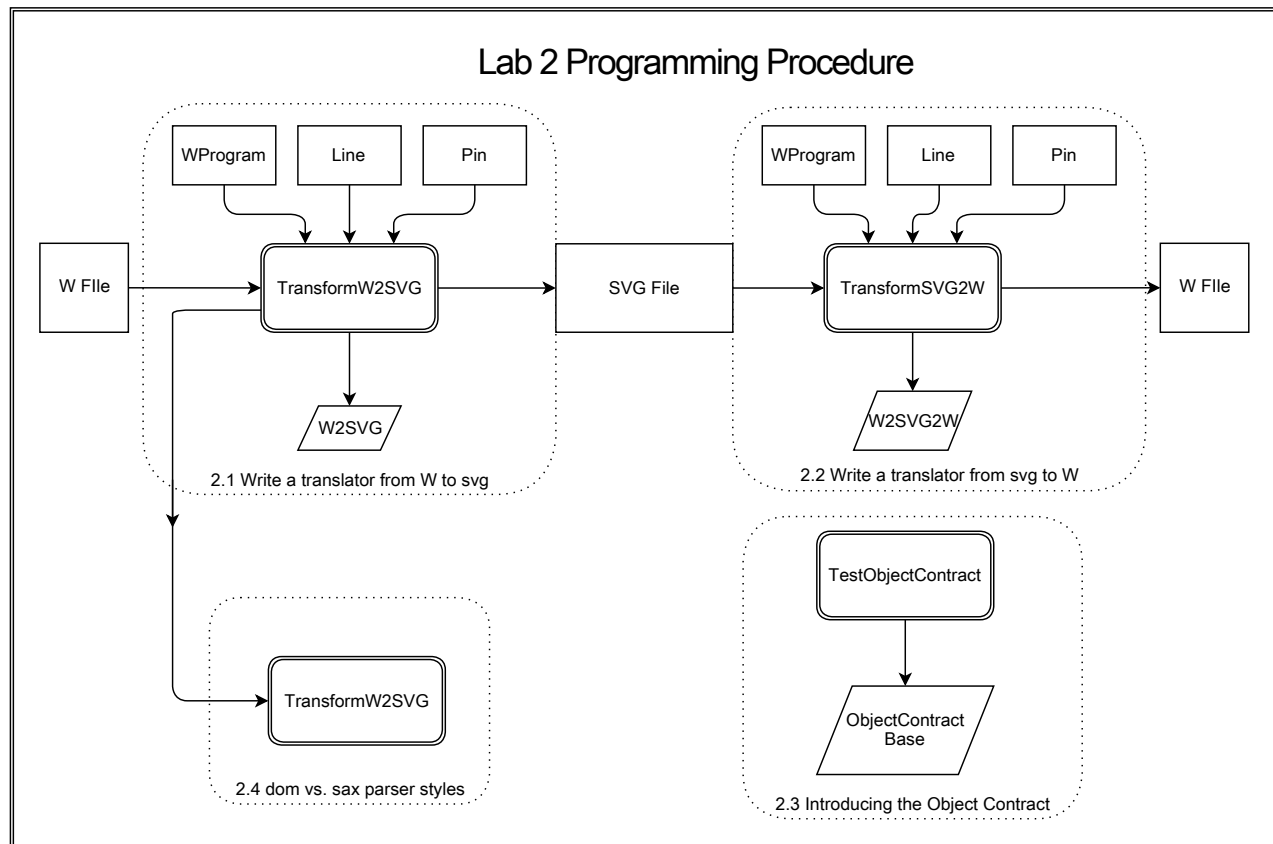 Lab 2 Programming Procedure
WProgram
Line
Pin
WProgram
Line
Pin
W FIle
TransformW2SVG
SVG File
TransformSVG2W
W FIle
W2SVG
W2SVG2W
2.1 Write a translator from W to svg
2.2 Write a translator from svg to W
TestObjectContract
TransformW2SVG
ObjectContract
Base
2.4 dom vs. sax parser styles
2.3 Introducing the Object Contract